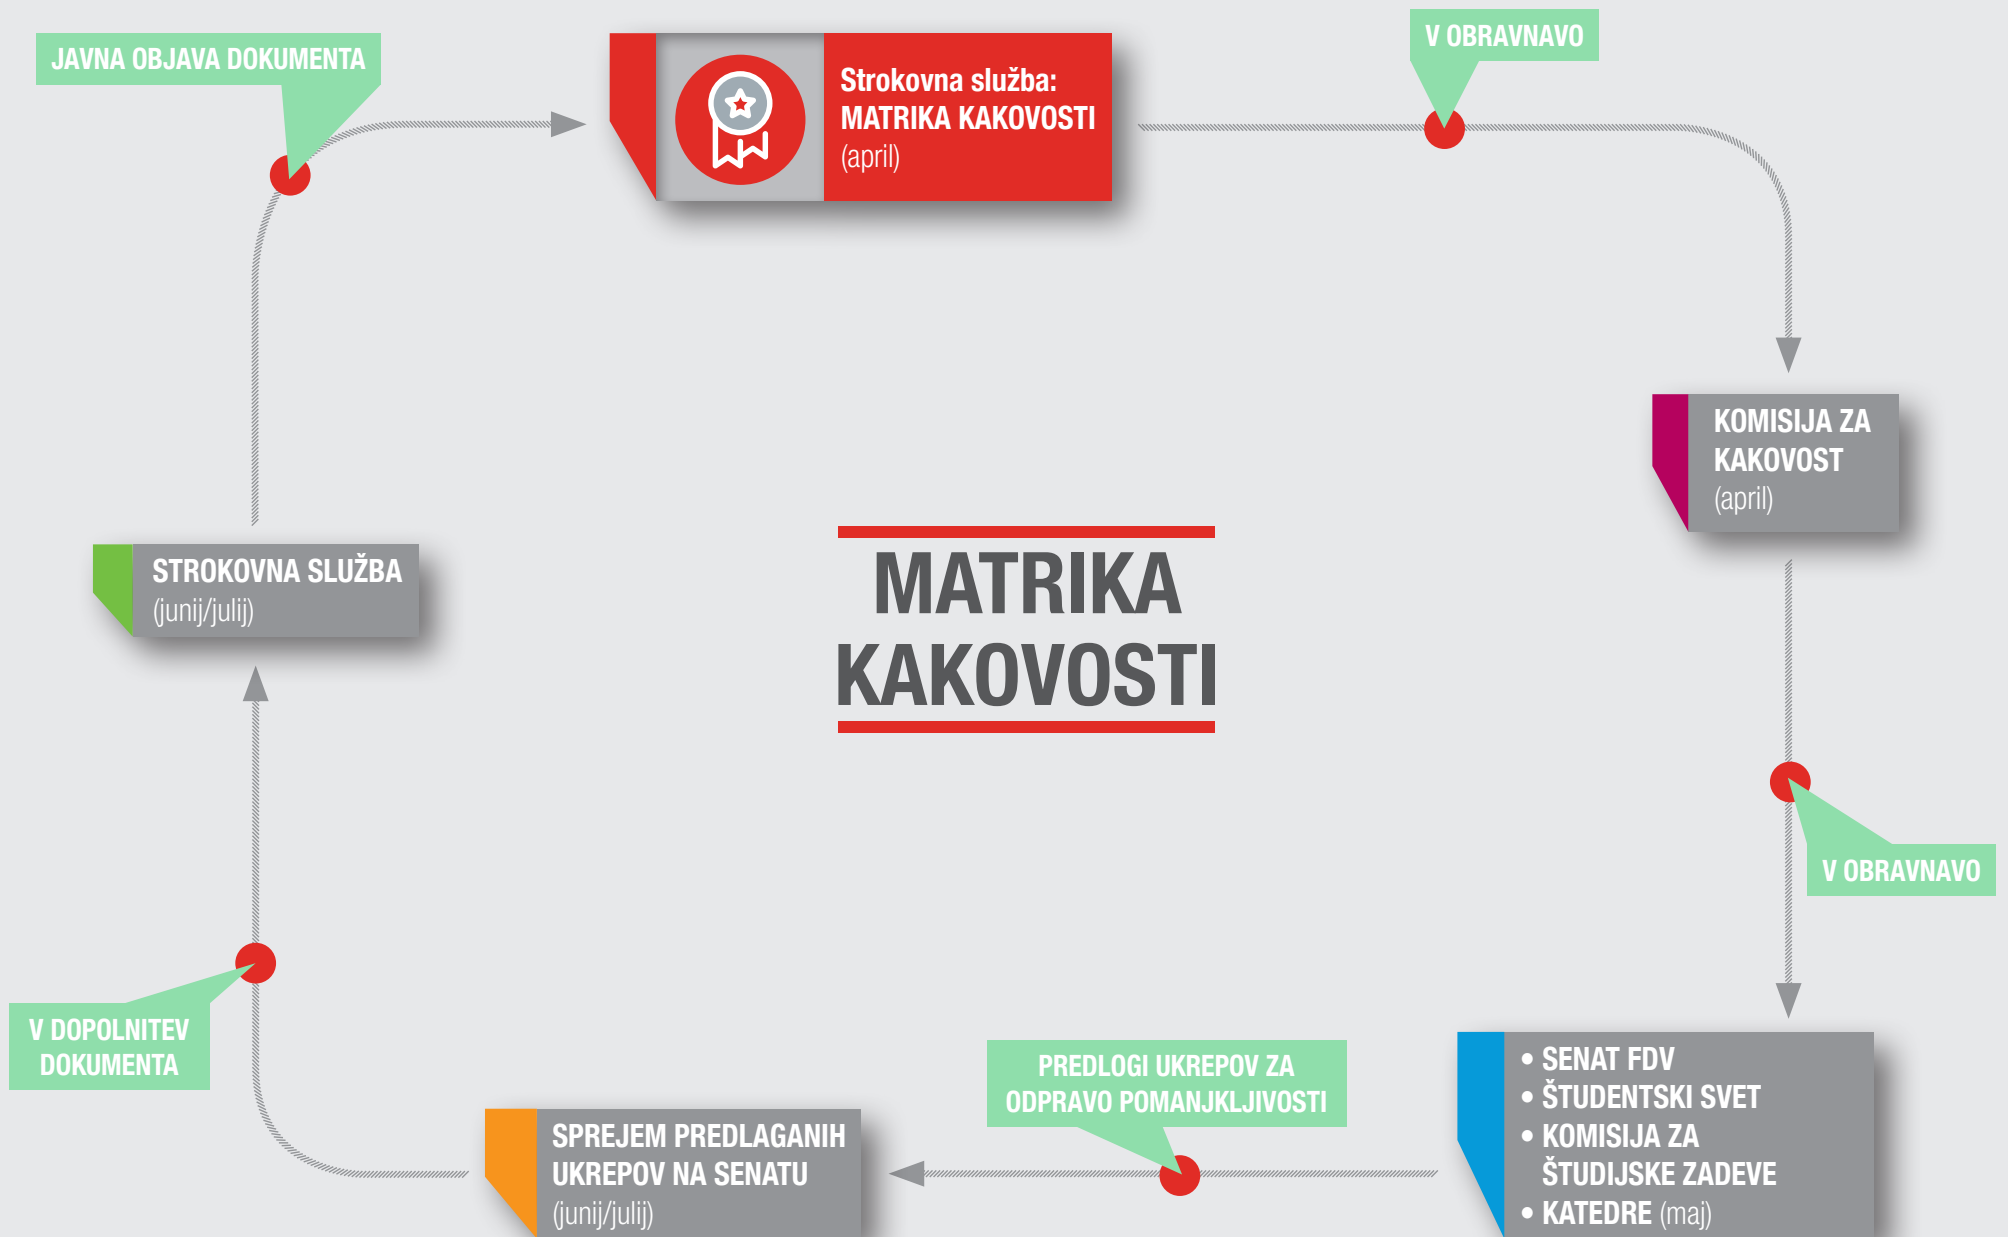 JAVNA OBJAVA DOKUMENTA
Strokovna služba:
MATRIKA KAKOVOSTI
(april)
V OBRAVNAVO
KOMISIJA ZA
KAKOVOST
(april)
STROKOVNA SLUŽBA
(junij/julij)
MATRIKA
KAKOVOSTI
V OBRAVNAVO
V DOPOLNITEV
DOKUMENTA
PREDLOGI UKREPOV ZA
ODPRAVO POMANJKLJIVOSTI
SPREJEM PREDLAGANIH
UKREPOV NA SENATU
(junij/julij)
• SENAT FDV
• ŠTUDENTSKI SVET
• KOMISIJA ZA
ŠTUDIJSKE ZADEVE
• KATEDRE (maj)